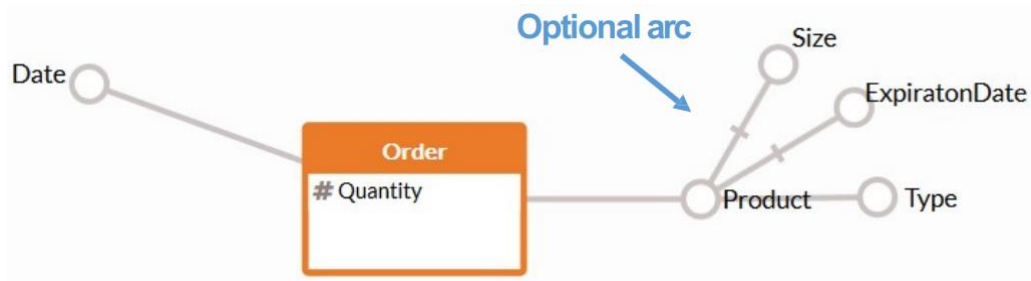 Optional arc
Size
Date
ExpiratonDate
Order
# Quantity
Product
Type